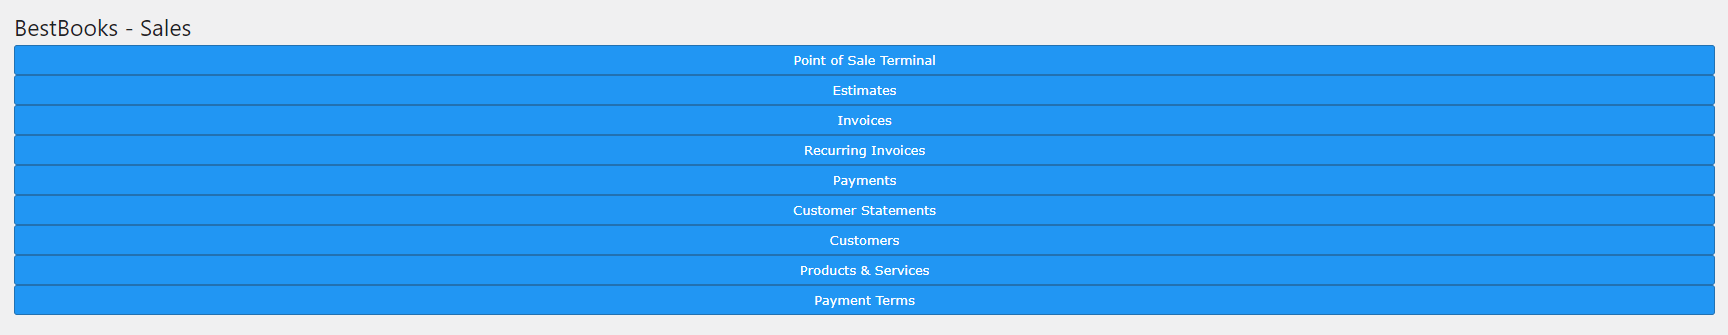 BestBooks - Sales
Point of Sale Terminal
Estimates
Invoices
Recurring Invoices
Payments
Customer Statements
Customers
Products & Services
Payment Terms